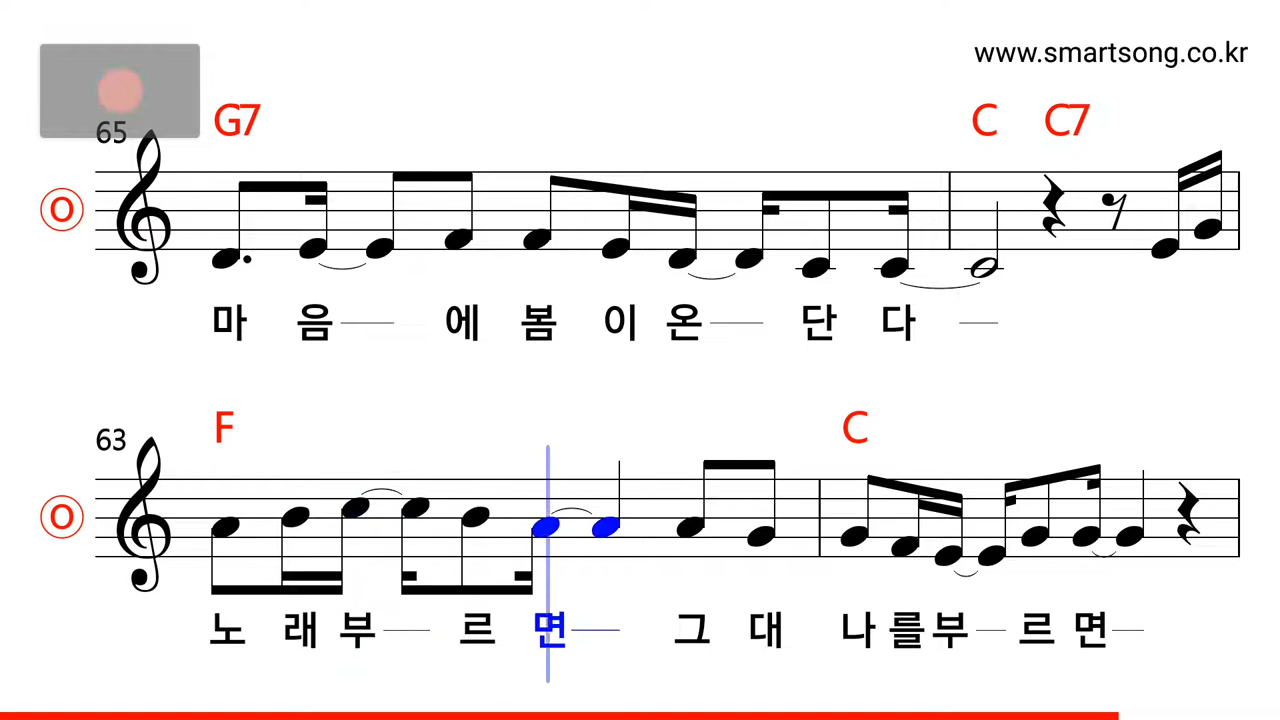 www.smartsong.co.kr
65 G7 C C7
O
마 음 에 봄 이 온 단 다
63 F C
O
노 래 부 르 면 그 대 나 를 부 르 면